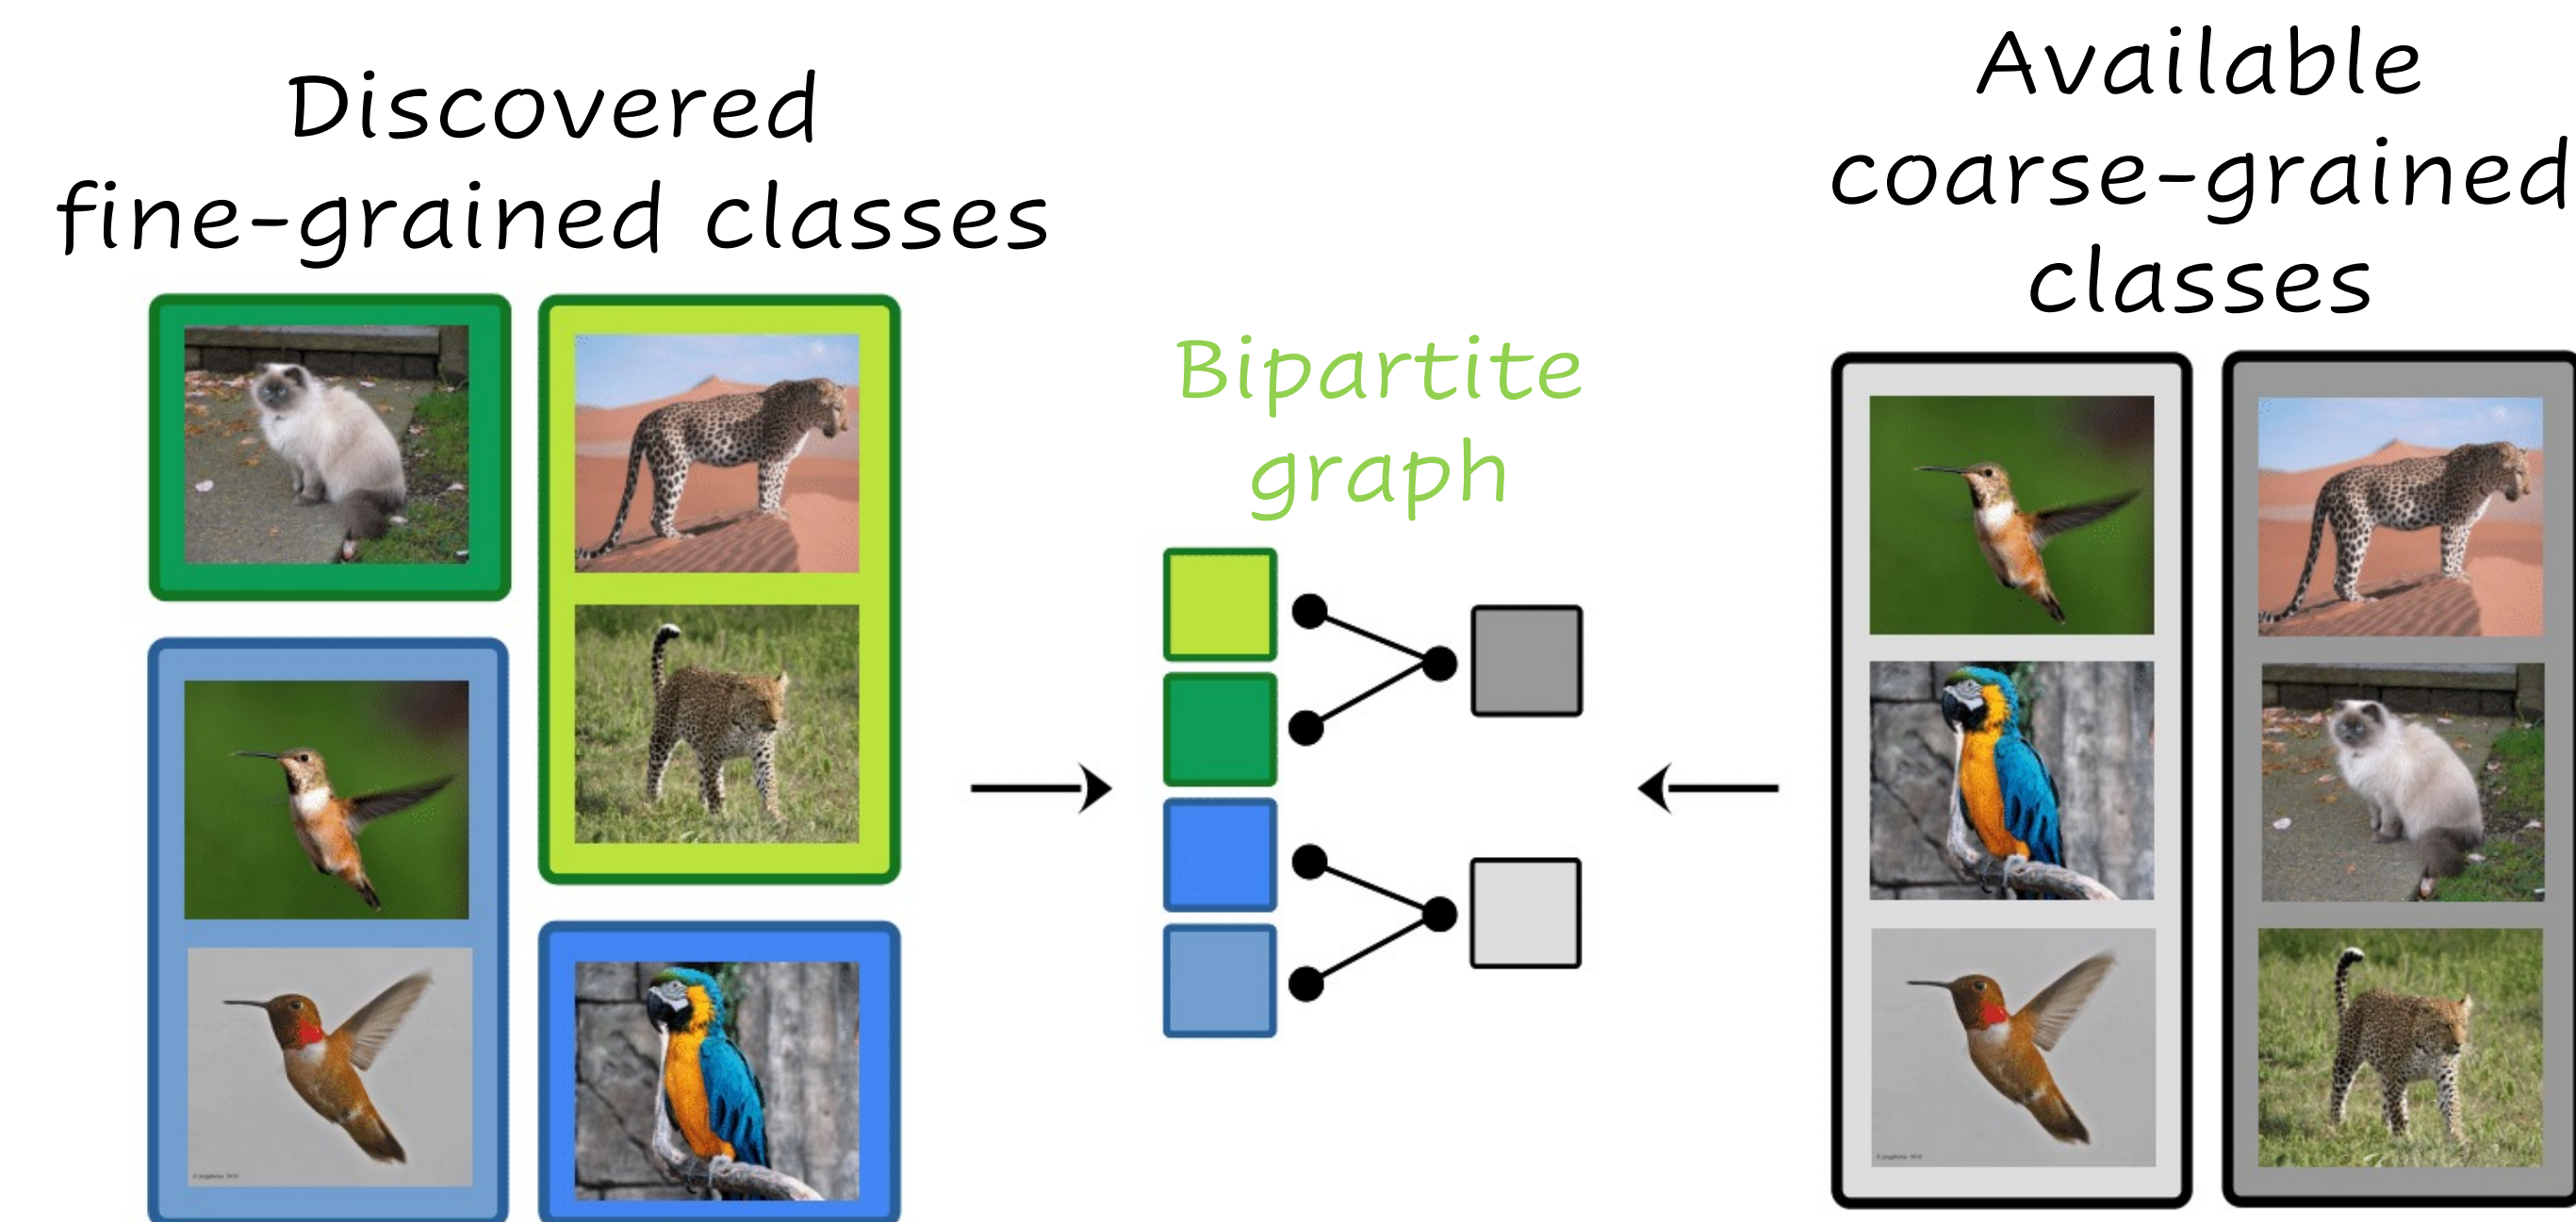 Discovered
fine-grained classes
Bipartite
graph
Available
coarse-grained
classes